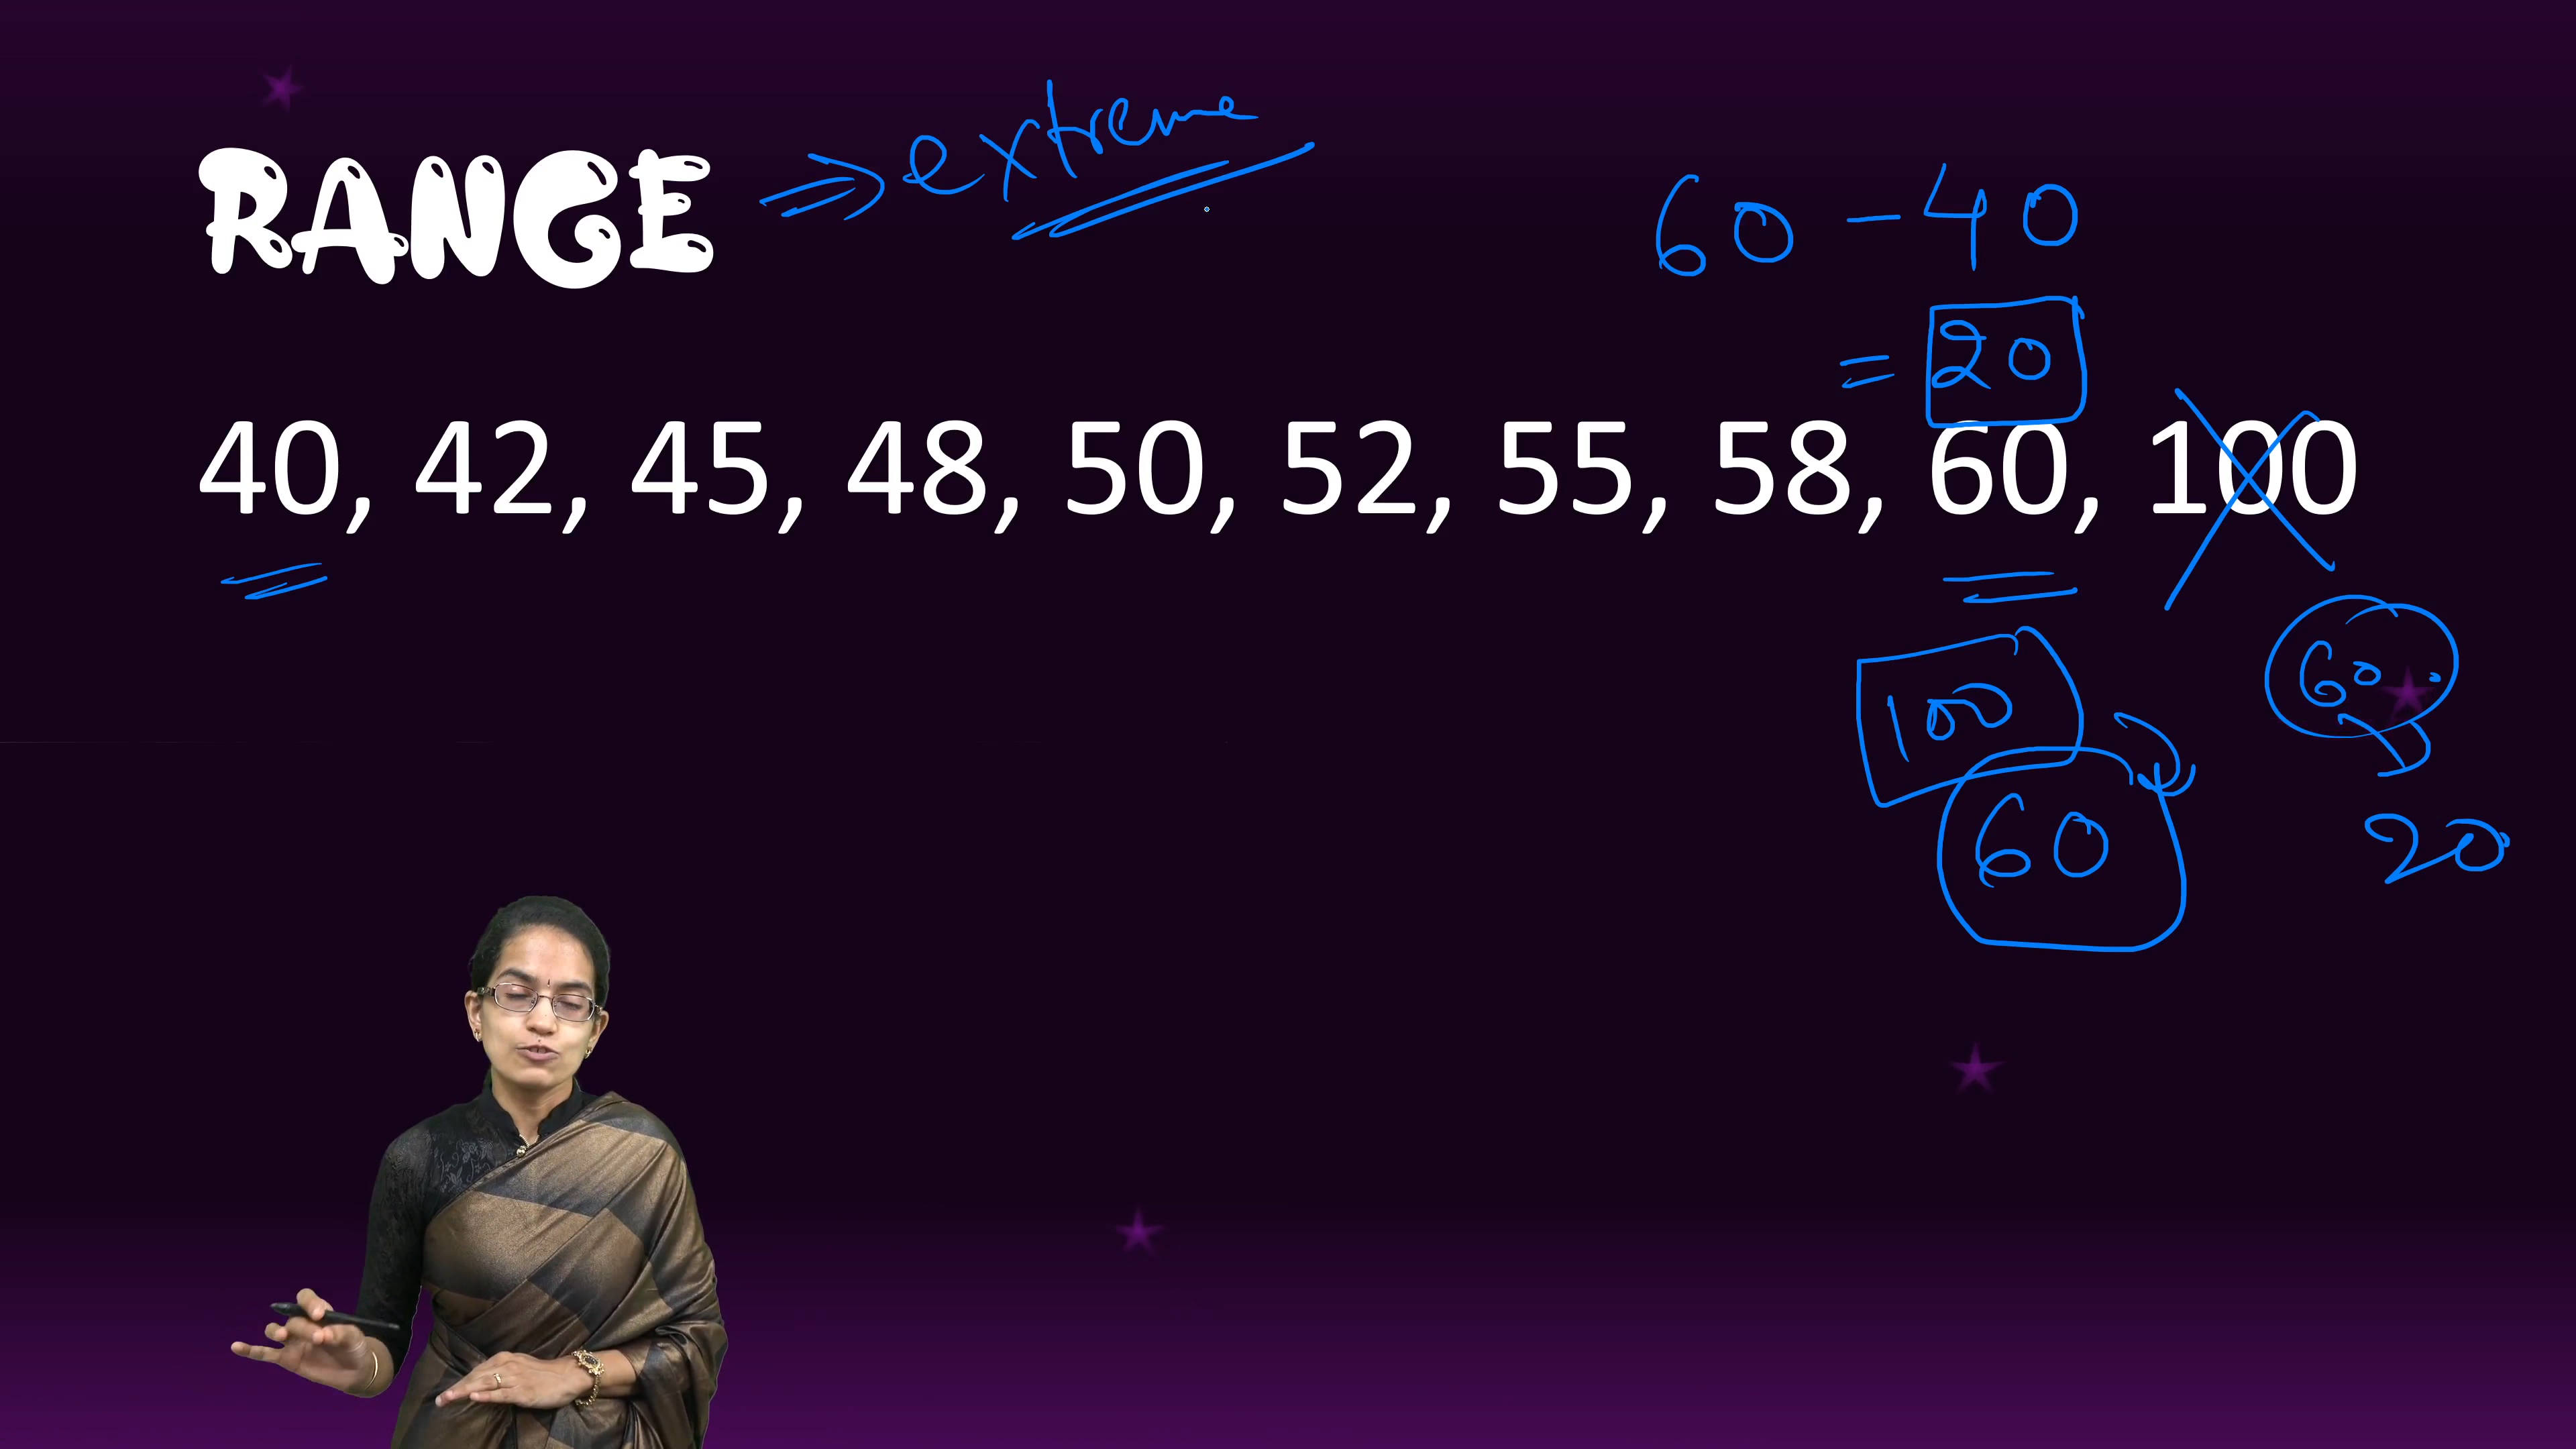 RANGE ⇒ extreme
60 - 40
= 20
40, 42, 45, 48, 50, 52, 55, 58, 60, 100
60
100
60
20